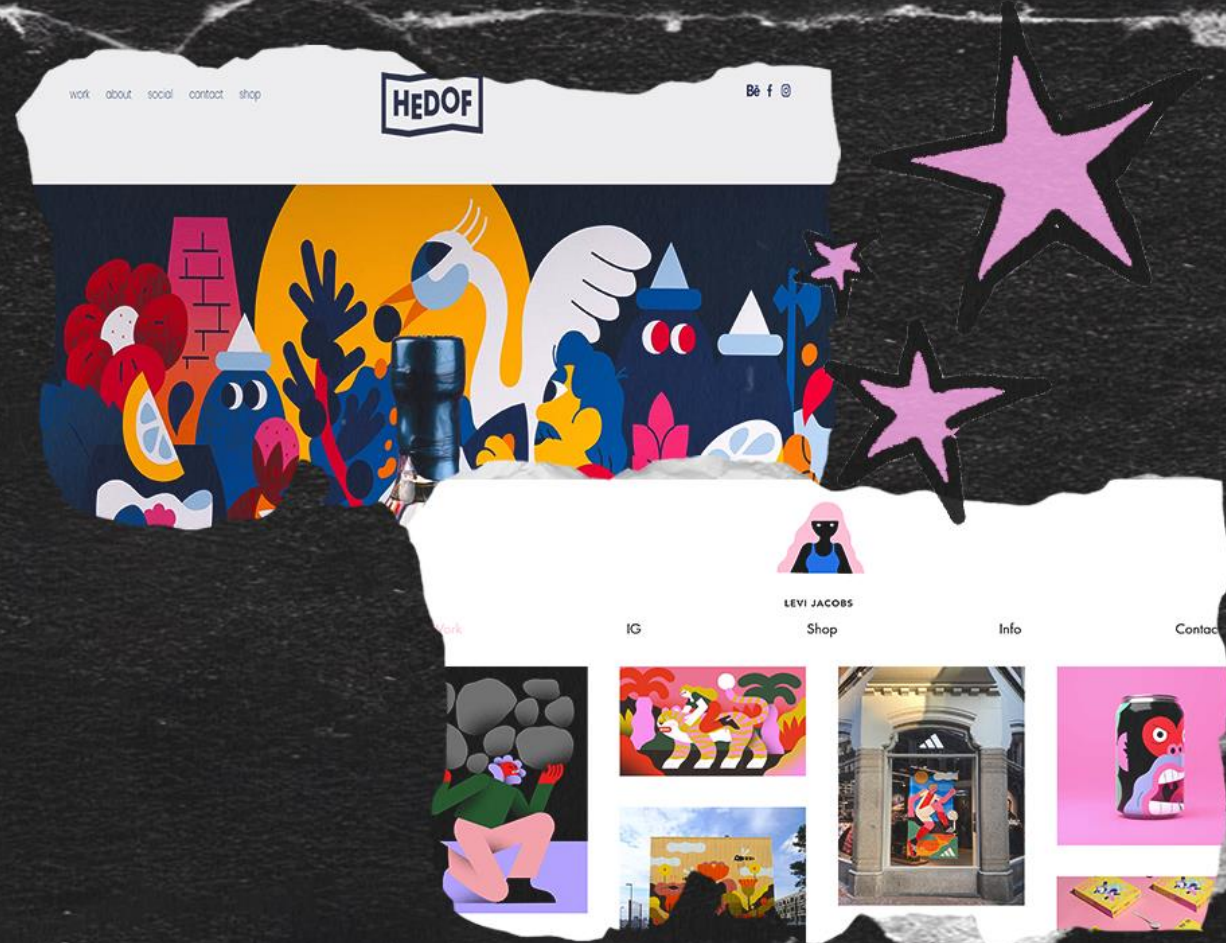 work about social contact shop
HEDOF
Bē f
LEVI JACOBS
Work IG Shop Info Contact